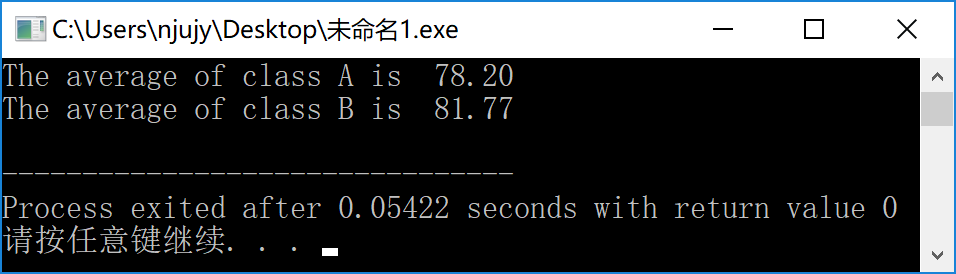 C:\Users\njujy\Desktop\未命名1.exe
The average of class A is  78.20
The average of class B is  81.77
--------------------------------
Process exited after 0.05422 seconds with return value 0
请按任意键继续. . .